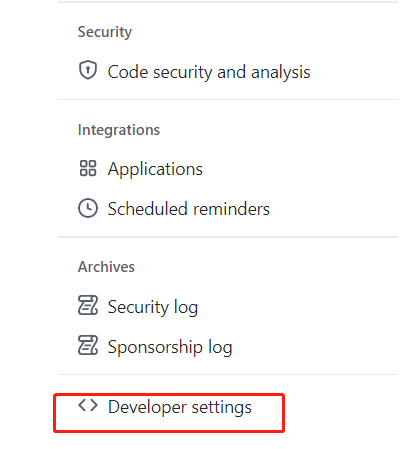 Security
Code security and analysis
Integrations
Applications
Scheduled reminders
Archives
Security log
Sponsorship log
Developer settings